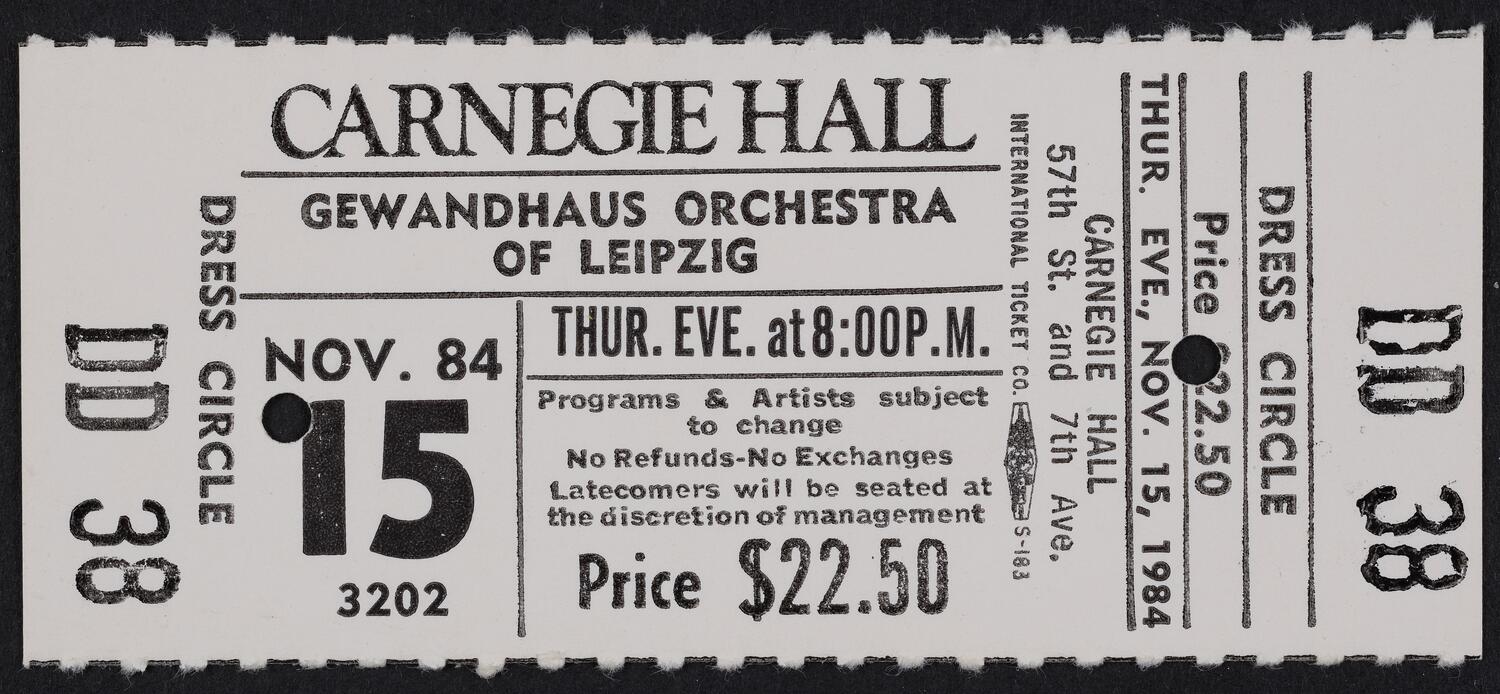 DD 38
DRESS CIRCLE
CARNEGIE HALL
GEWANDHAUS ORCHESTRA
OF LEIPZIG
NOV. 84
15
3202
THUR. EVE. at 8:00P.M.
Programs & Artists subject
to change
No Refunds-No Exchanges
Latecomers will be seated at
the discretion of management
Price $22.50
INTERNATIONAL TICKET CO. S-183
57th St. and 7th Ave.
CARNEGIE HALL
THUR. EVE., NOV. 15, 1984
Price $22.50
DRESS CIRCLE
DD 38